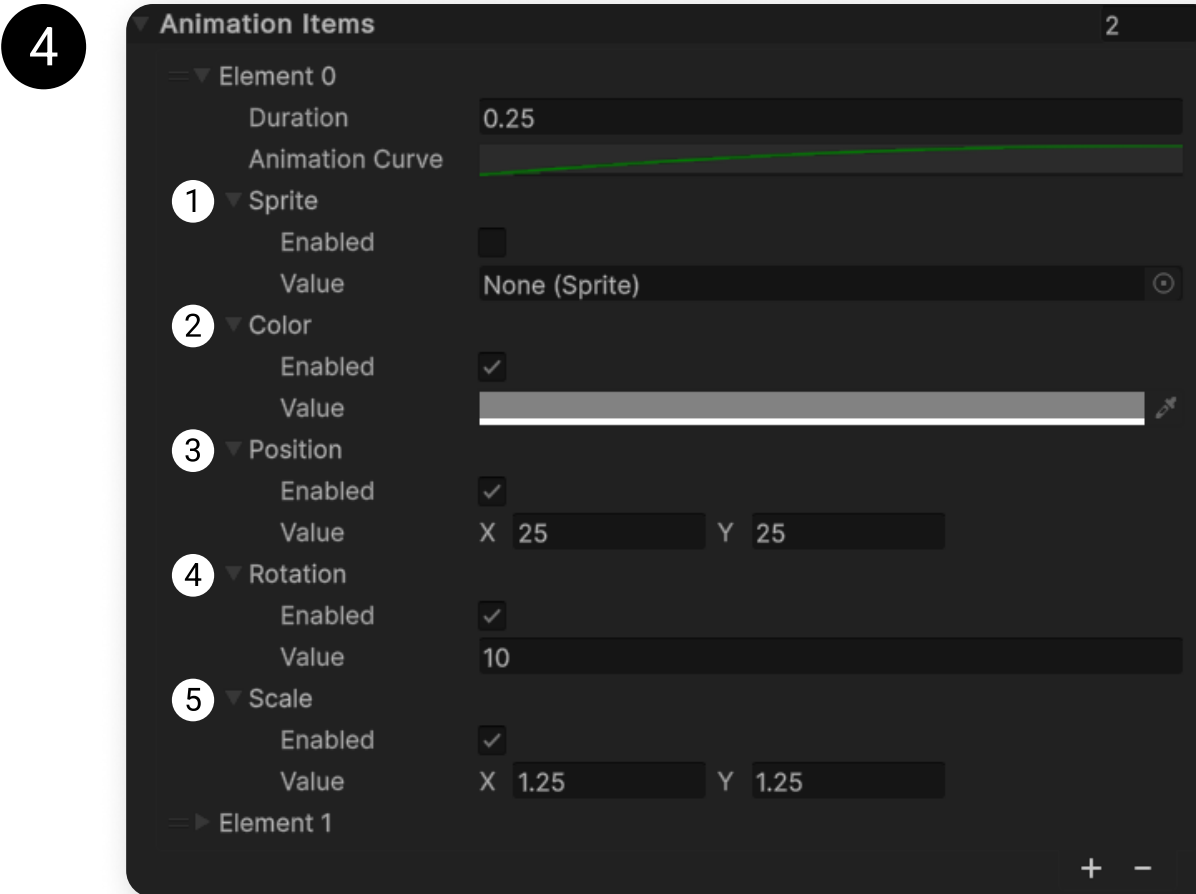 4
Animation Items 2
Element 0
Duration 0.25
Animation Curve
1 Sprite
Enabled
Value None (Sprite)
2 Color
Enabled
Value
3 Position
Enabled
Value X 25 Y 25
4 Rotation
Enabled
Value 10
5 Scale
Enabled
Value X 1.25 Y 1.25
Element 1
+ −